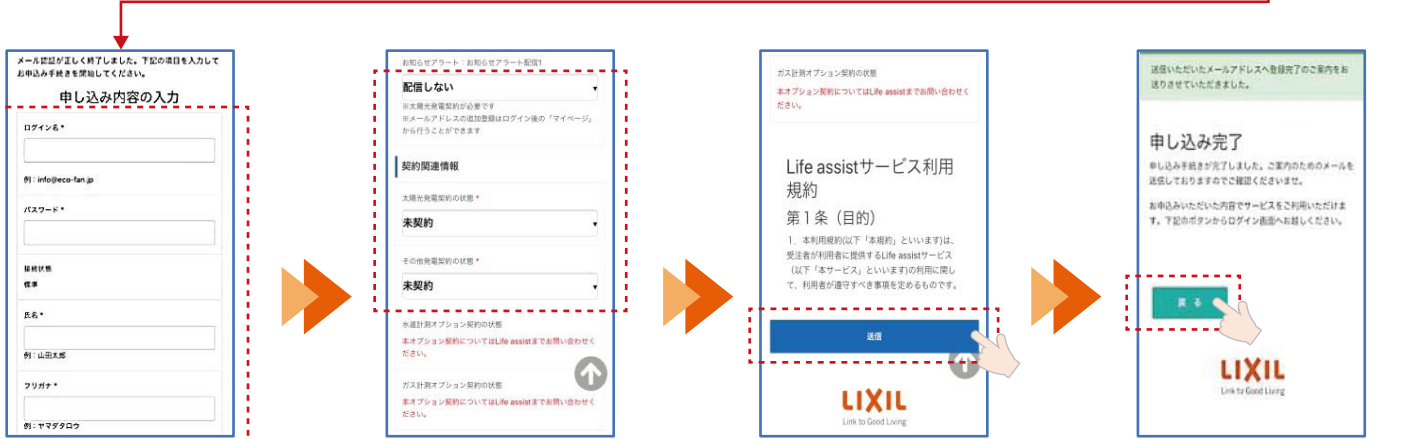 メール認証が正しく終了しました。下記の項目を入力して
お申込み手続きを開始してください。
申し込み内容の入力
ログイン名 *
例：info@eco-fan.jp
パスワード *
接続状態
標準
氏名 *
例：山田太郎
フリガナ *
例：ヤマダタロウ
お知らせアラート：お知らせアラート配信1
配信しない
※太陽光発電契約が必要です
※メールアドレスの追加登録はログイン後の「マイページ」
から行うことができます
契約関連情報
太陽光発電契約の状態 *
未契約
その他発電契約の状態 *
未契約
水道計測オプション契約の状態
本オプション契約についてはLife assistまでお問い合わせく
ださい。
ガス計測オプション契約の状態
本オプション契約についてはLife assistまでお問い合わせく
ださい。
ガス計測オプション契約の状態
本オプション契約についてはLife assistまでお問い合わせく
ださい。
Life assistサービス利用
規約
第１条（目的）
１．本利用規約(以下「本規約」といいます)は、
受注者が利用者に提供するLife assistサービス
（以下「本サービス」といいます)の利用に関し
て、利用者が遵守すべき事項を定めるものです。
送信
LIXIL
Link to Good Living
送信いただいたメールアドレスへ登録完了のご案内をお
送りさせていただきました。
申し込み完了
申し込み手続きが完了しました。ご案内のためのメールを
送信しておりますのでご確認くださいませ。
お申込みいただいた内容でサービスをご利用いただけま
す。下記のボタンからログイン画面へお越しください。
戻る
LIXIL
Link to Good Living